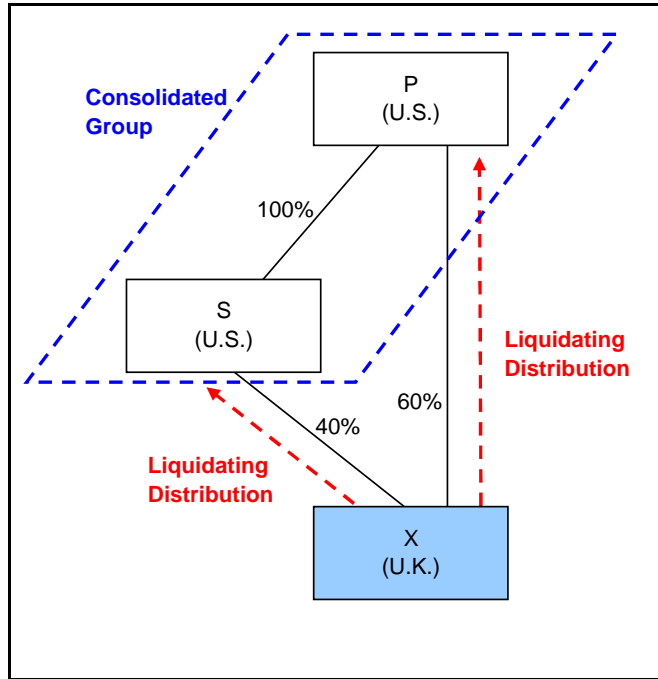 P
(U.S.)
Consolidated
Group
100%
S
(U.S.)
Liquidating
Distribution
60%
40%
Liquidating
Distribution
X
(U.K.)